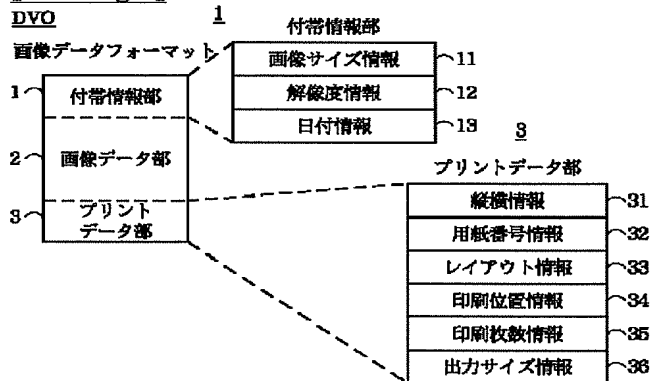 DVO
画像データフォーマット
1
付帯情報部
2
画像データ部
3
プリント
データ部
1
付帯情報部
画像サイズ情報
11
解像度情報
12
日付情報
13
3
プリントデータ部
縦横情報
31
用紙番号情報
32
レイアウト情報
33
印刷位置情報
34
印刷枚数情報
35
出力サイズ情報
36